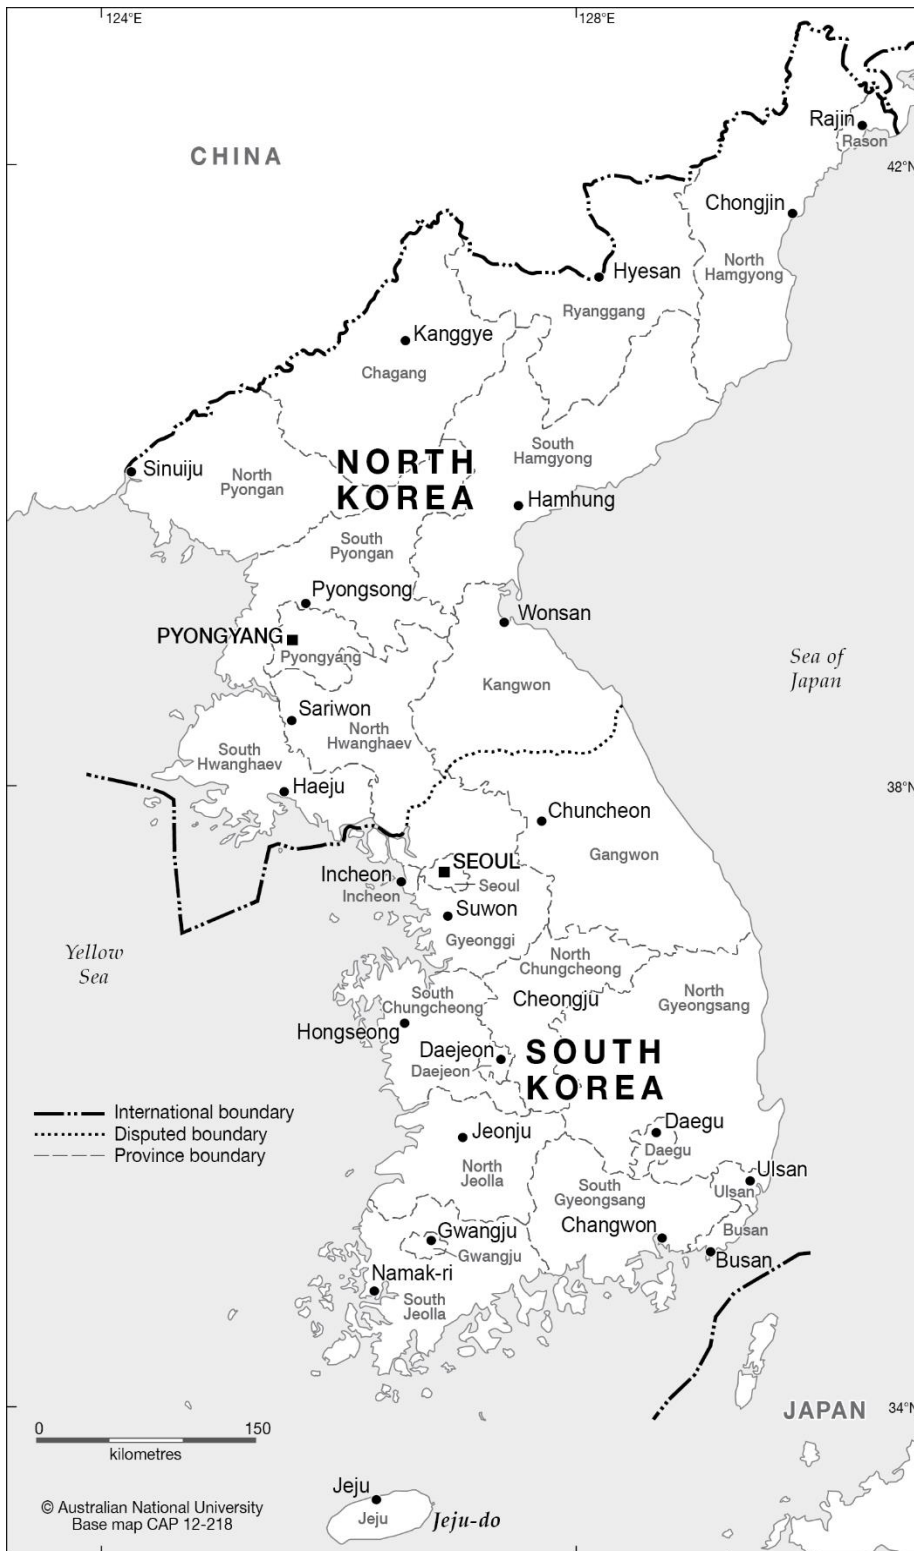 124°E
128°E
CHINA
Rajin
Rason
42°N
Chongjin
North
Hamgyong
Hyesan
Ryanggang
Kanggye
Chagang
South
Hamgyong
NORTH
KOREA
Sinuiju
North
Pyongan
Hamhung
South
Pyongan
Pyongsong
Wonsan
PYONGYANG
Pyongyang
Sea of
Japan
Kangwon
Sariwon
North
Hwanghaev
South
Hwanghaev
Haeju
38°N
Chuncheon
Gangwon
SEOUL
Seoul
Incheon
Incheon
Suwon
Gyeonggi
Yellow
Sea
North
Chungcheong
South
Chungcheong
Cheongju
North
Gyeongsang
Hongseong
Daejeon
Daejeon
SOUTH
KOREA
International boundary
Disputed boundary
Province boundary
Jeonju
North
Jeolla
Daegu
Daegu
Ulsan
Ulsan
South
Gyeongsang
Changwon
Busan
Busan
Gwangju
Gwangju
Namak-ri
South
Jeolla
JAPAN
34°N
0 150
kilometres
Jeju
Jeju
Jeju-do
© Australian National University
Base map CAP 12-218